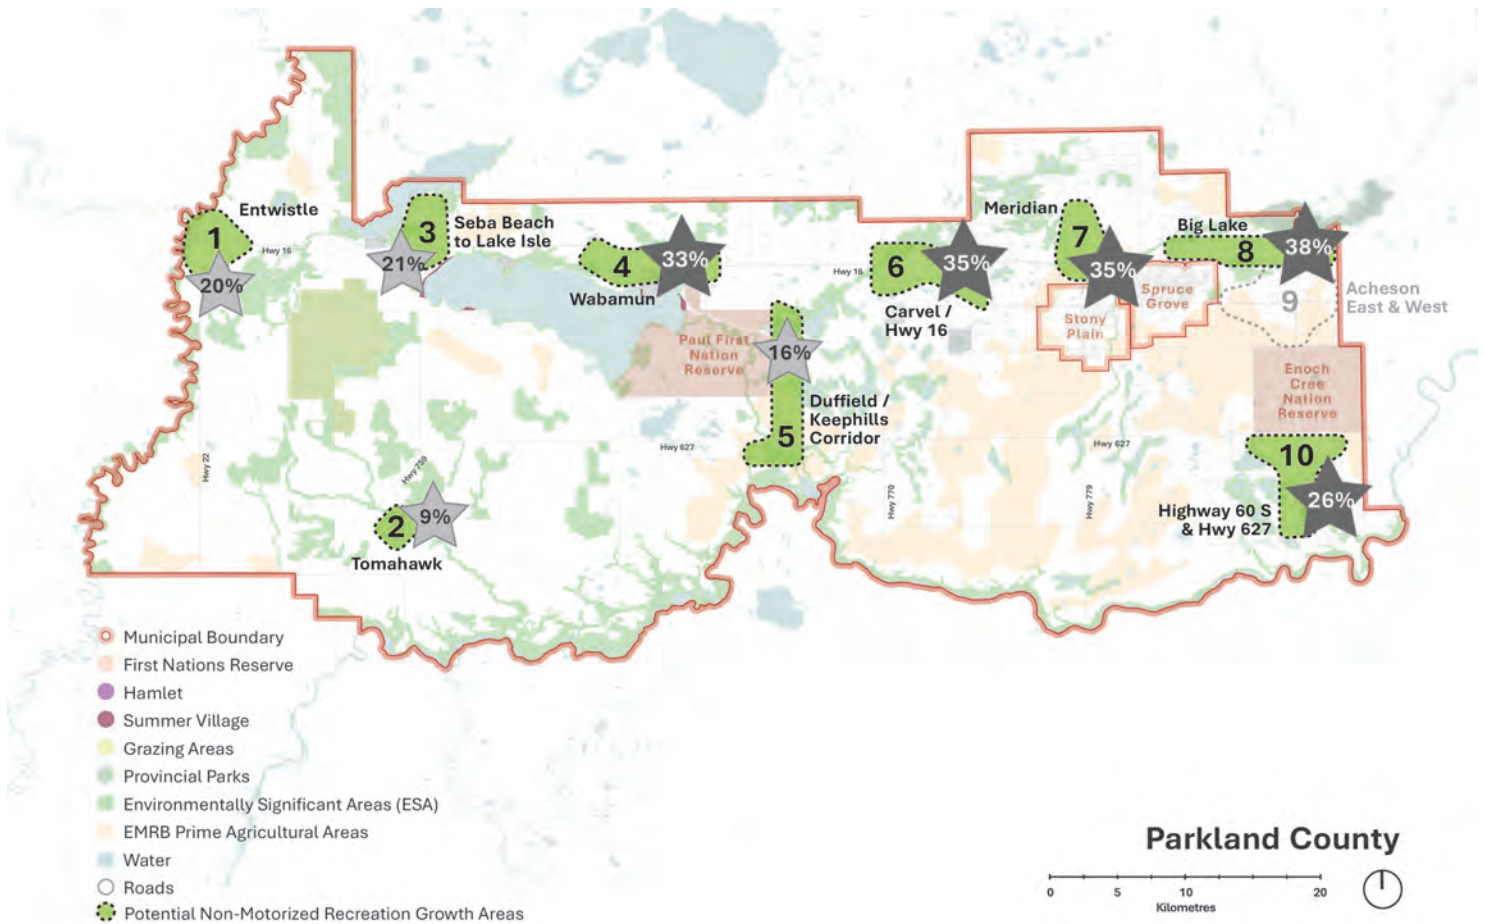 Entwistle
1
Hwy 16
20%
3
Seba Beach
to Lake Isle
21%
4
33%
Wabamun
Paul First
Nation
Reserve
16%
5
Duffield /
Keephills
Corridor
Hwy 16
6
35%
Carvel /
Hwy 16
Meridian
7
35%
Stony
Plain
Spruce
Grove
Big Lake
8
38%
9
Acheson
East & West
Enoch
Cree
Nation
Reserve
10
26%
Highway 60 S
& Hwy 627
Hwy 22
Hwy 759
2
9%
Tomahawk
Hwy 627
Hwy 770
Hwy 779
Hwy 627
Municipal Boundary
First Nations Reserve
Hamlet
Summer Village
Grazing Areas
Provincial Parks
Environmentally Significant Areas (ESA)
EMRB Prime Agricultural Areas
Water
Roads
Potential Non-Motorized Recreation Growth Areas
Parkland County
0 5 10 20
Kilometres